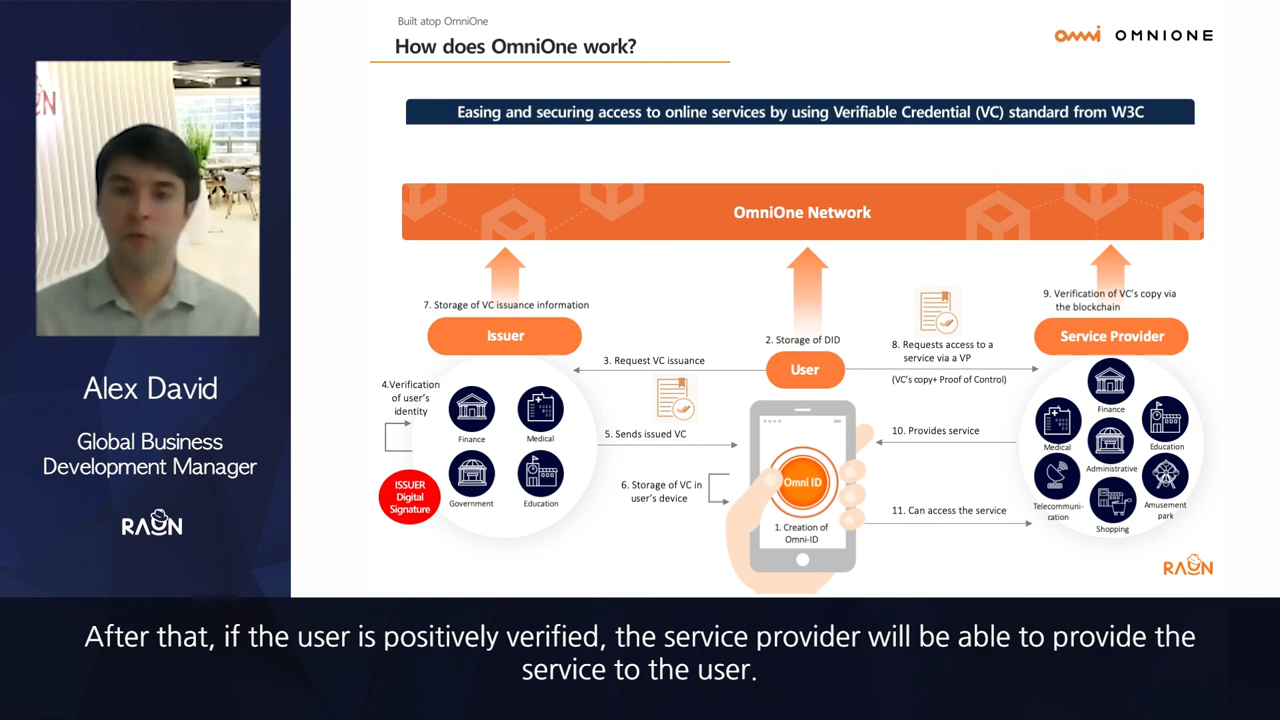 Built atop OmniOne
How does OmniOne work?
omni OMNIONE
Easing and securing access to online services by using Verifiable Credential (VC) standard from W3C
OmniOne Network
7. Storage of VC issuance information
Issuer
4.Verification
of user's
identity
Finance
Medical
Government
Education
ISSUER
Digital
Signature
3. Request VC issuance
5. Sends issued VC
6. Storage of VC in
user's device
2. Storage of DID
User
Omni ID
1. Creation of
Omni-ID
8. Requests access to a
service via a VP
(VC's copy+ Proof of Control)
10. Provides service
11. Can access the service
9. Verification of VC's copy via
the blockchain
Service Provider
Finance
Medical
Education
Administrative
Telecommuni-
cation
Amusement
park
Shopping
RAON
Alex David
Global Business
Development Manager
RAON
After that, if the user is positively verified, the service provider will be able to provide the
service to the user.